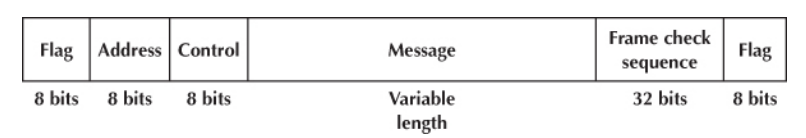 Flag Address Control Message Frame check sequence Flag
8 bits 8 bits 8 bits Variable length 32 bits 8 bits